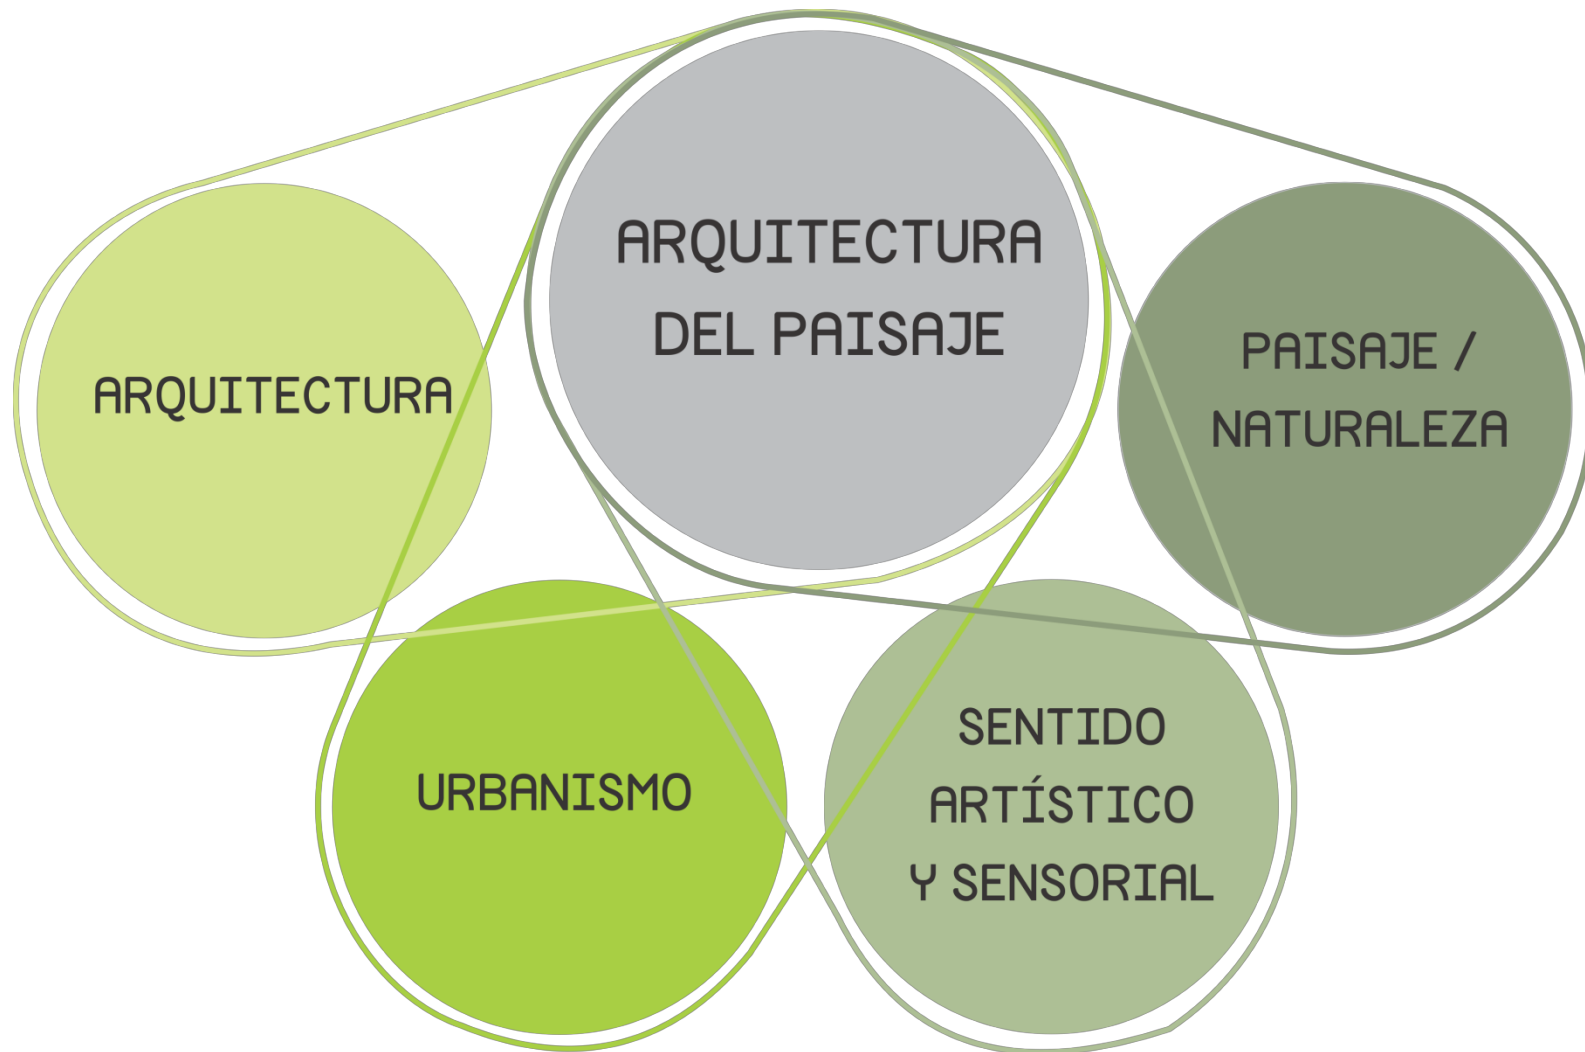 ARQUITECTURA
DEL PAISAJE
ARQUITECTURA
PAISAJE /
NATURALEZA
URBANISMO
SENTIDO
ARTÍSTICO
Y SENSORIAL